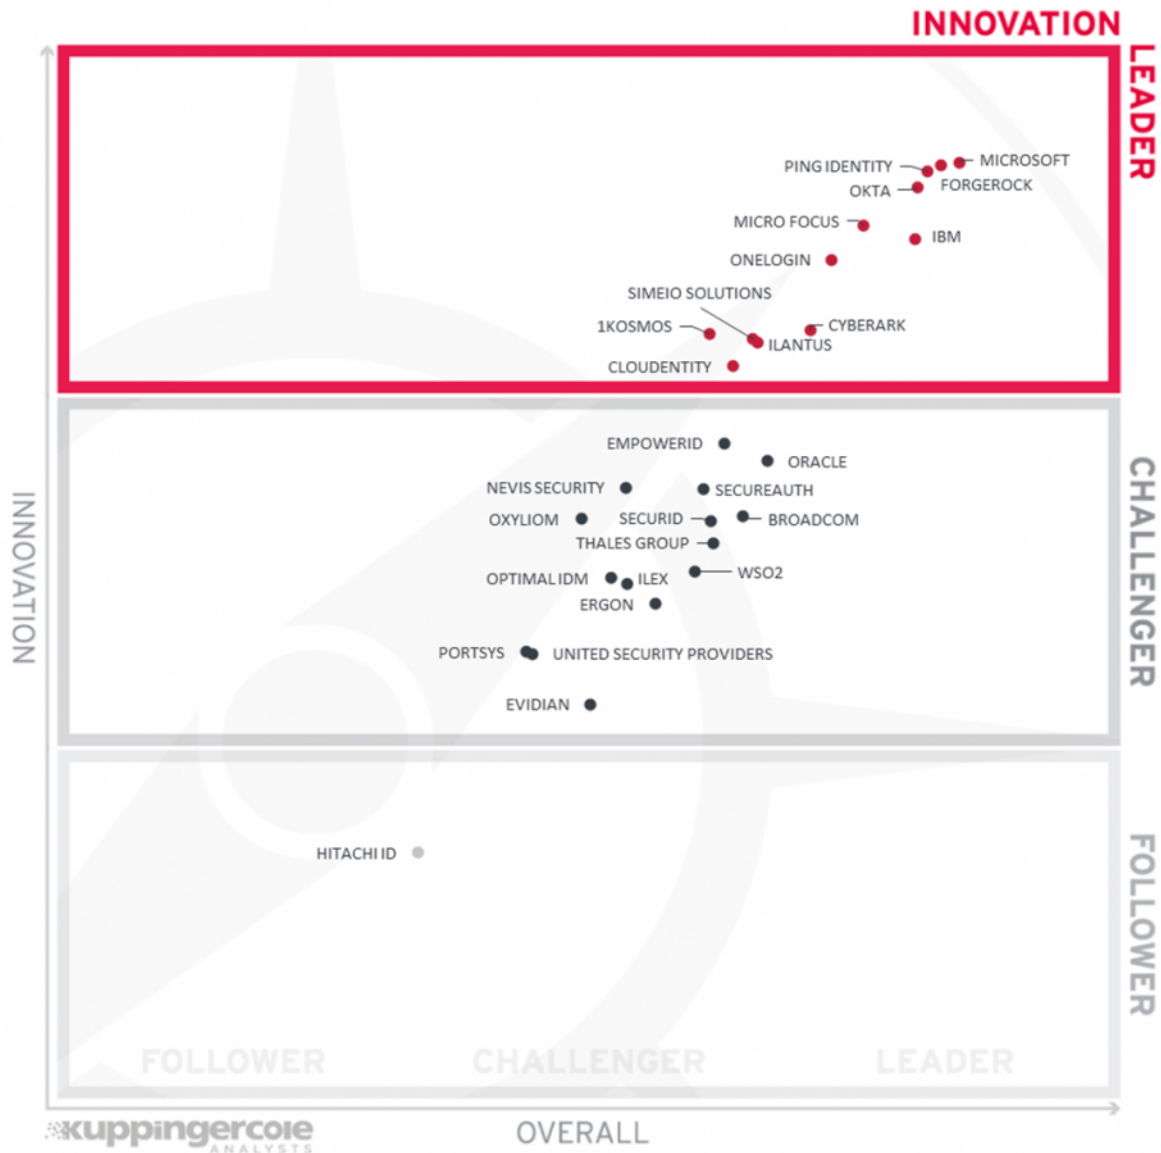 INNOVATION
LEADER
PING IDENTITY
MICROSOFT
OKTA
FORGEROCK
MICRO FOCUS
IBM
ONELOGIN
SIMEIO SOLUTIONS
1KOSMOS
CYBERARK
ILANTUS
CLOUDENTITY
EMPOWERID
ORACLE
NEVIS SECURITY
SECUREAUTH
OXYLIOM
SECURID
BROADCOM
THALES GROUP
OPTIMAL IDM
ILEX
WSO2
ERGON
PORTSYS
UNITED SECURITY PROVIDERS
EVIDIAN
CHALLENGER
INNOVATION
HITACHI ID
FOLLOWER
FOLLOWER
CHALLENGER
LEADER
OVERALL
kuppingercole
ANALYSTS